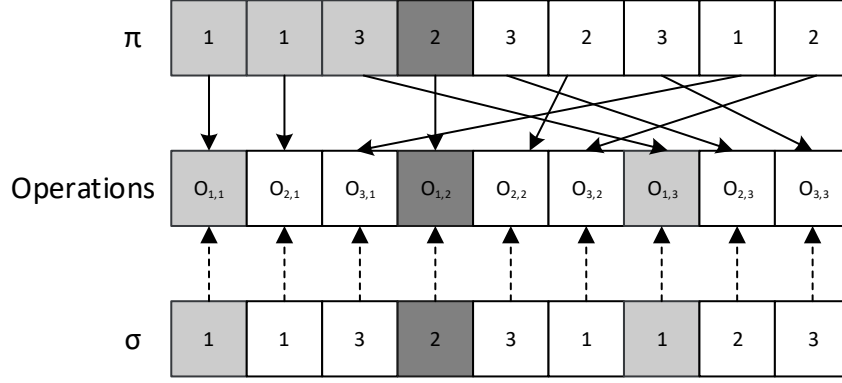 π 1 1 3 2 3 2 3 1 2
Operations O1,1 O2,1 O3,1 O1,2 O2,2 O3,2 O1,3 O2,3 O3,3
σ 1 1 3 2 3 1 1 2 3